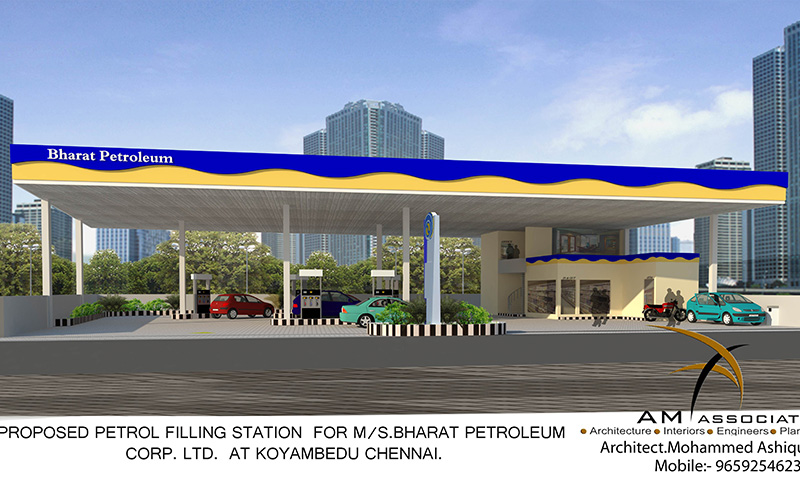 Bharat Petroleum
PROPOSED PETROL FILLING STATION FOR M/S.BHARAT PETROLEUM
CORP. LTD. AT KOYAMBEDU CHENNAI.
AM ASSOCIAT
• Architecture • Interiors • Engineers • Plan
Architect.Mohammed Ashiqu
Mobile:- 9659254623